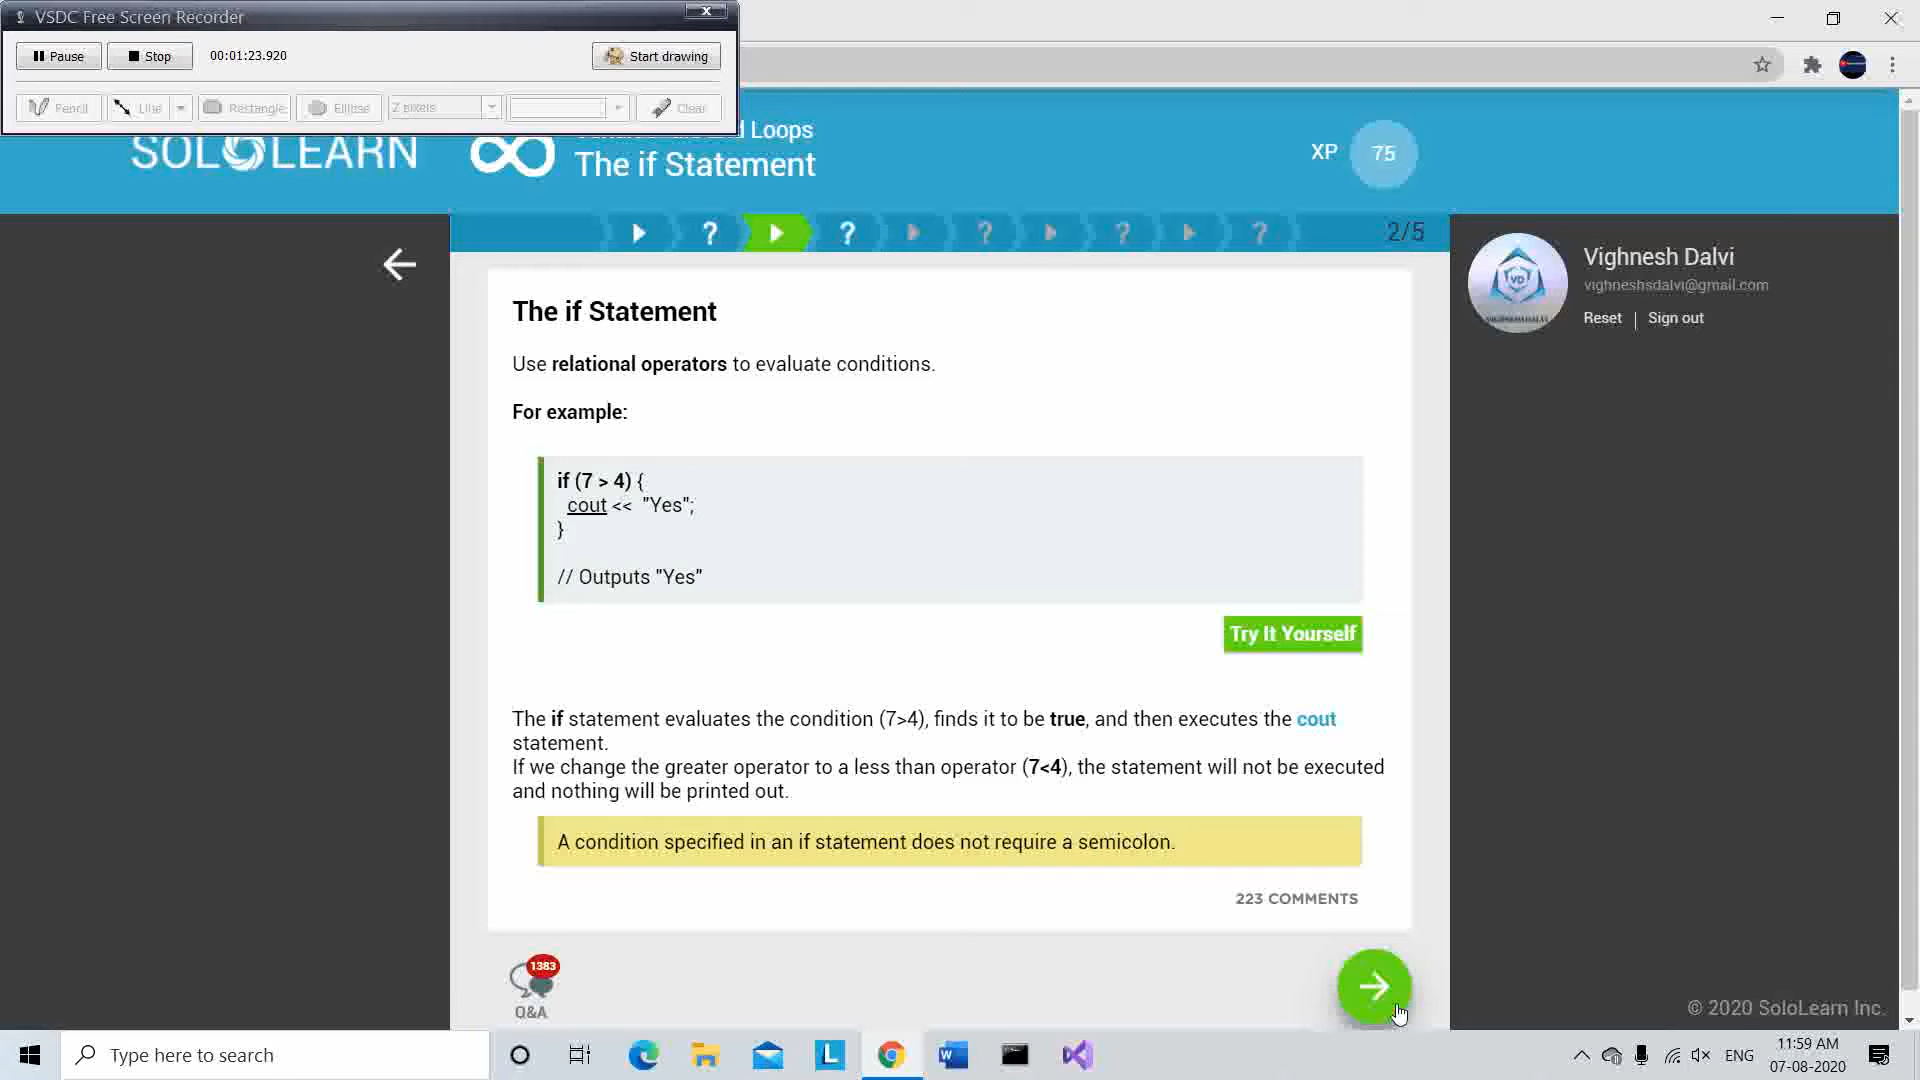 VSDC Free Screen Recorder
Pause
Stop
00:01:23.920
Start drawing
Pencil
Line
Rectangle
Ellipse
2 pixels
Clear
SOLOLEARN
Loops
The if Statement
XP
75
? ? ? ? ?
2/5
Vighnesh Dalvi
vighneshsdalvi@gmail.com
Reset | Sign out
The if Statement
Use relational operators to evaluate conditions.
For example:
if (7 > 4) {
cout << "Yes";
}
// Outputs "Yes"
Try It Yourself
The if statement evaluates the condition (7>4), finds it to be true, and then executes the cout
statement.
If we change the greater operator to a less than operator (7<4), the statement will not be executed
and nothing will be printed out.
A condition specified in an if statement does not require a semicolon.
223 COMMENTS
1383
Q&A
© 2020 SoloLearn Inc.
Type here to search
ENG
11:59 AM
07-08-2020